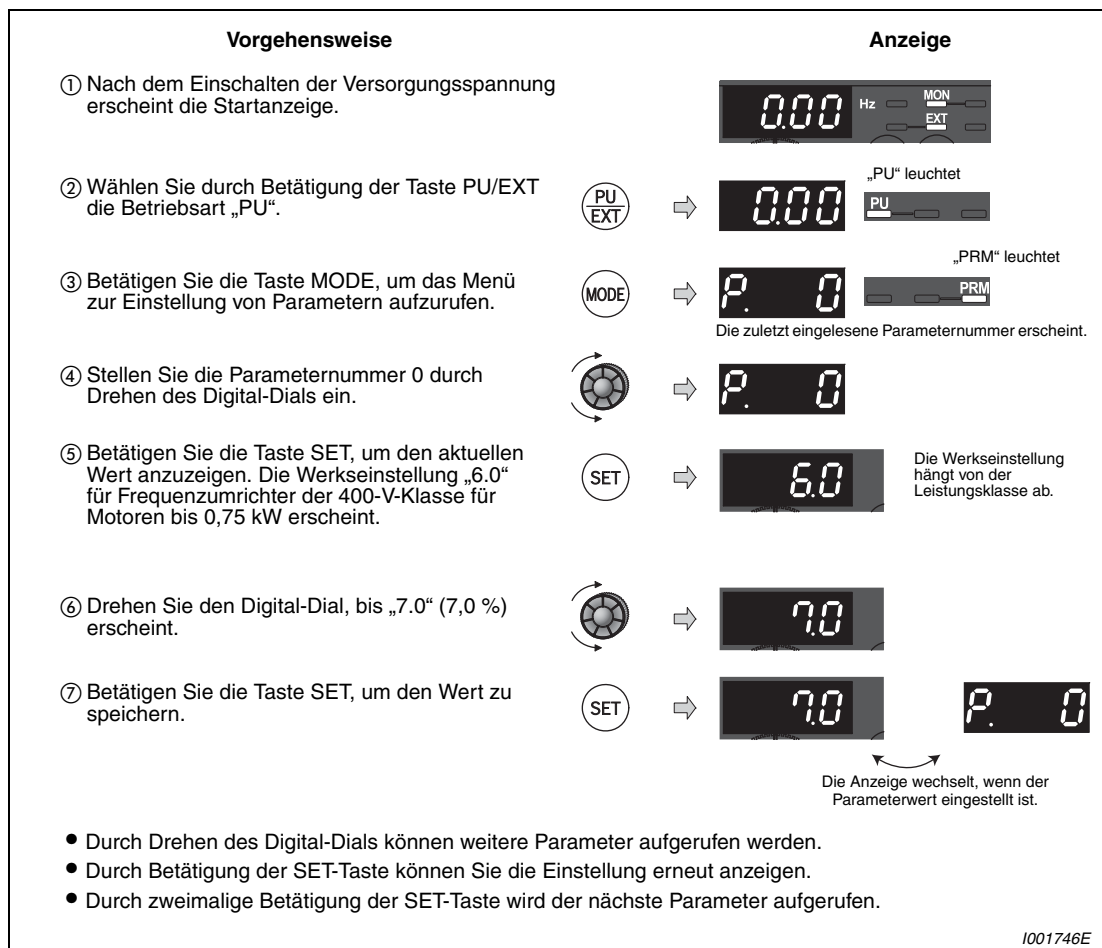 Vorgehensweise
Anzeige
① Nach dem Einschalten der Versorgungsspannung
erscheint die Startanzeige.
0.00 Hz MON
EXT
② Wählen Sie durch Betätigung der Taste PU/EXT
die Betriebsart „PU“.
PU
EXT
0.00
„PU“ leuchtet
PU
③ Betätigen Sie die Taste MODE, um das Menü
zur Einstellung von Parametern aufzurufen.
MODE
P. 0
„PRM“ leuchtet
PRM
Die zuletzt eingelesene Parameternummer erscheint.
④ Stellen Sie die Parameternummer 0 durch
Drehen des Digital-Dials ein.
P. 0
⑤ Betätigen Sie die Taste SET, um den aktuellen
Wert anzuzeigen. Die Werkseinstellung „6.0“
für Frequenzumrichter der 400-V-Klasse für
Motoren bis 0,75 kW erscheint.
SET
6.0
Die Werkseinstellung
hängt von der
Leistungsklasse ab.
⑥ Drehen Sie den Digital-Dial, bis „7.0“ (7,0 %)
erscheint.
7.0
⑦ Betätigen Sie die Taste SET, um den Wert zu
speichern.
SET
7.0
P. 0
Die Anzeige wechselt, wenn der
Parameterwert eingestellt ist.
● Durch Drehen des Digital-Dials können weitere Parameter aufgerufen werden.
● Durch Betätigung der SET-Taste können Sie die Einstellung erneut anzeigen.
● Durch zweimalige Betätigung der SET-Taste wird der nächste Parameter aufgerufen.
I001746E